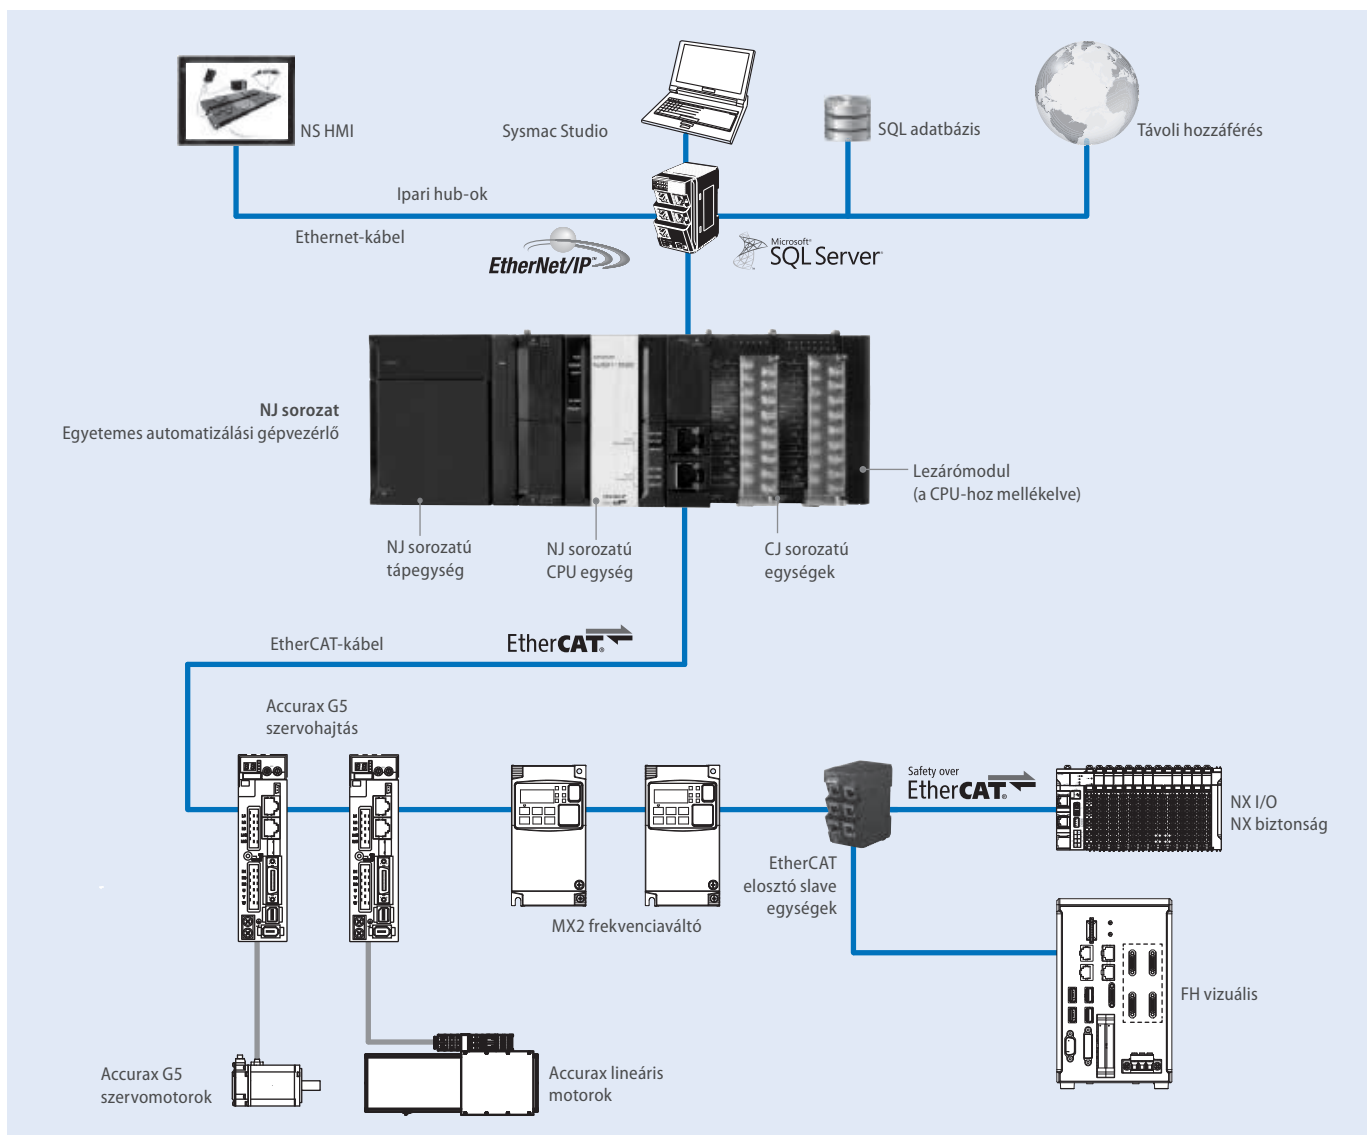 NS HMI
Sysmac Studio
SQL adatbázis
Távoli hozzáférés
Ipari hub-ok
Ethernet-kábel
EtherNet/IP™
Microsoft®
SQL Server®
NJ sorozat
Egyetemes automatizálási gépvezérlő
Lezárómodul
(a CPU-hoz mellékelve)
NJ sorozatú
tápegység
NJ sorozatú
CPU egység
CJ sorozatú
egységek
EtherCAT-kábel
EtherCAT®
Accurax G5
szervohajtás
Safety over
EtherCAT®
NX I/O
NX biztonság
EtherCAT
elosztó slave
egységek
MX2 frekvenciaváltó
FH vizuális
Accurax G5
szervomotorok
Accurax lineáris
motorok